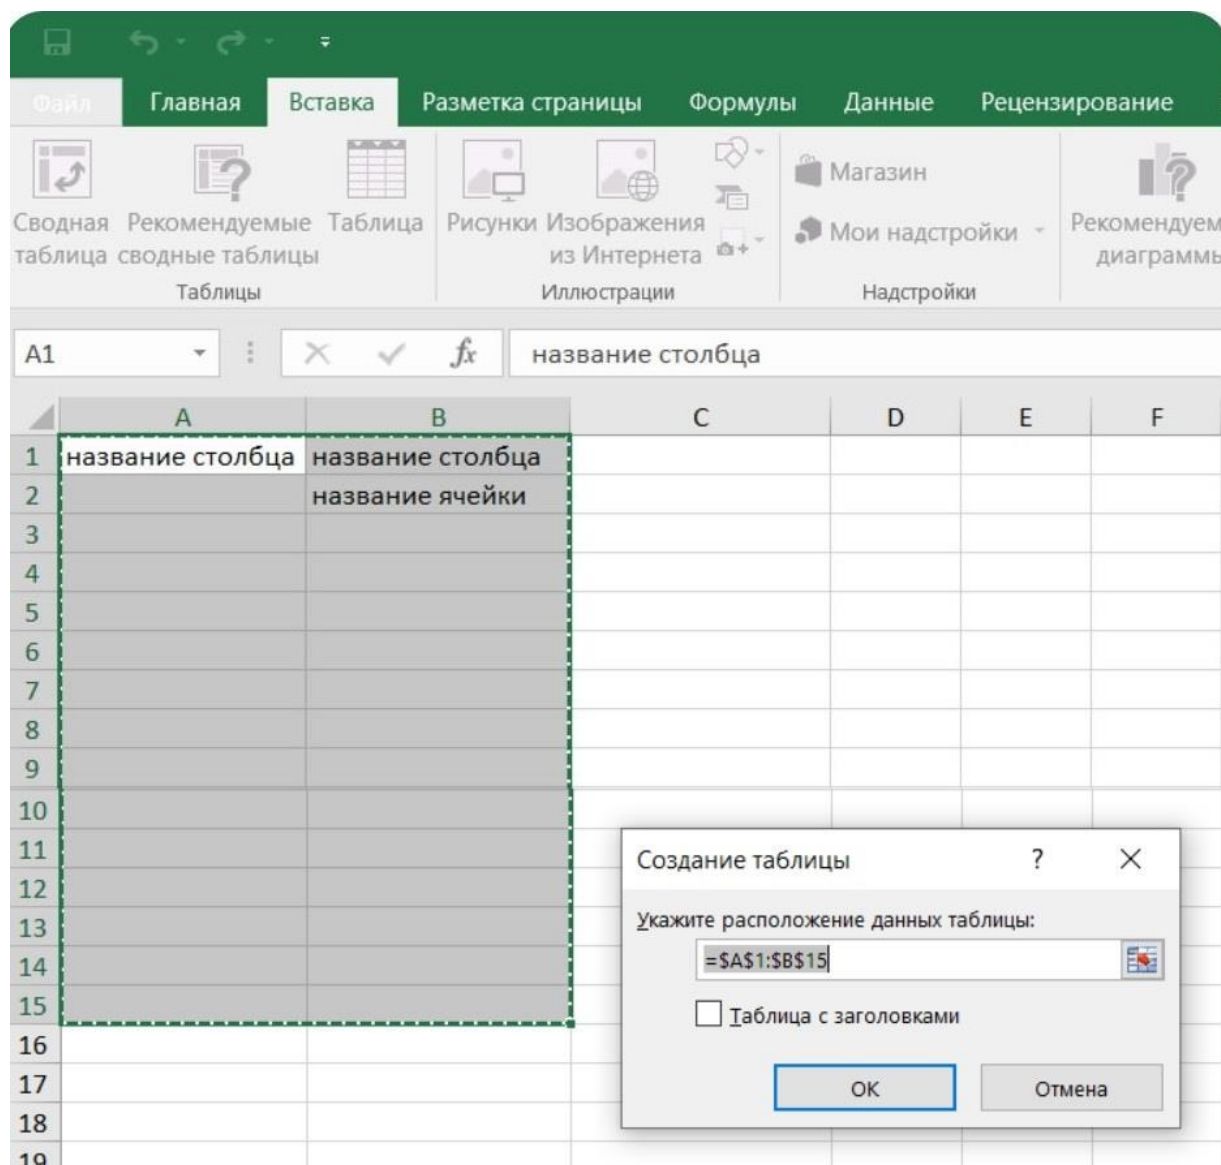 Файл Главная Вставка Разметка страницы Формулы Данные Рецензирование
Сводная таблица
Рекомендуемые сводные таблицы
Таблица
Рисунки
Изображения из Интернета
Магазин
Мои надстройки
Рекомендуем
диаграммы
Таблицы Иллюстрации Надстройки
A1 fx название столбца
A B C D E F
1 название столбца название столбца
2 название ячейки
3
4
5
6
7
8
9
10
11
12
13
14
15
16
17
18
19
Создание таблицы ?
Укажите расположение данных таблицы:
=$A$1:$B$15
Таблица с заголовками
ОК Отмена